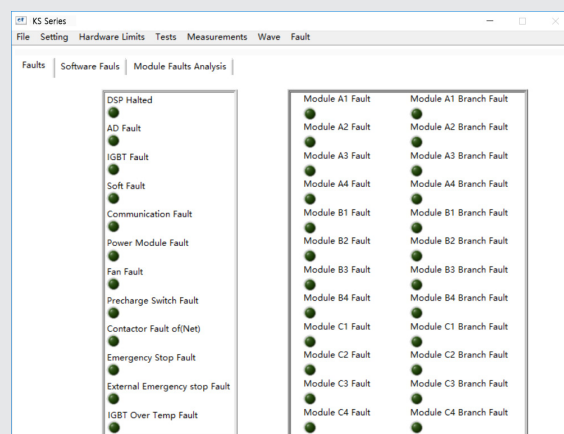 KS Series
File Setting Hardware Limits Tests Measurements Wave Fault
Faults Software Fauls Module Faults Analysis
DSP Halted
AD Fault
IGBT Fault
Soft Fault
Communication Fault
Power Module Fault
Fan Fault
Precharge Switch Fault
Contactor Fault of(Net)
Emergency Stop Fault
External Emergency stop Fault
IGBT Over Temp Fault
Module A1 Fault Module A1 Branch Fault
Module A2 Fault Module A2 Branch Fault
Module A3 Fault Module A3 Branch Fault
Module A4 Fault Module A4 Branch Fault
Module B1 Fault Module B1 Branch Fault
Module B2 Fault Module B2 Branch Fault
Module B3 Fault Module B3 Branch Fault
Module B4 Fault Module B4 Branch Fault
Module C1 Fault Module C1 Branch Fault
Module C2 Fault Module C2 Branch Fault
Module C3 Fault Module C3 Branch Fault
Module C4 Fault Module C4 Branch Fault